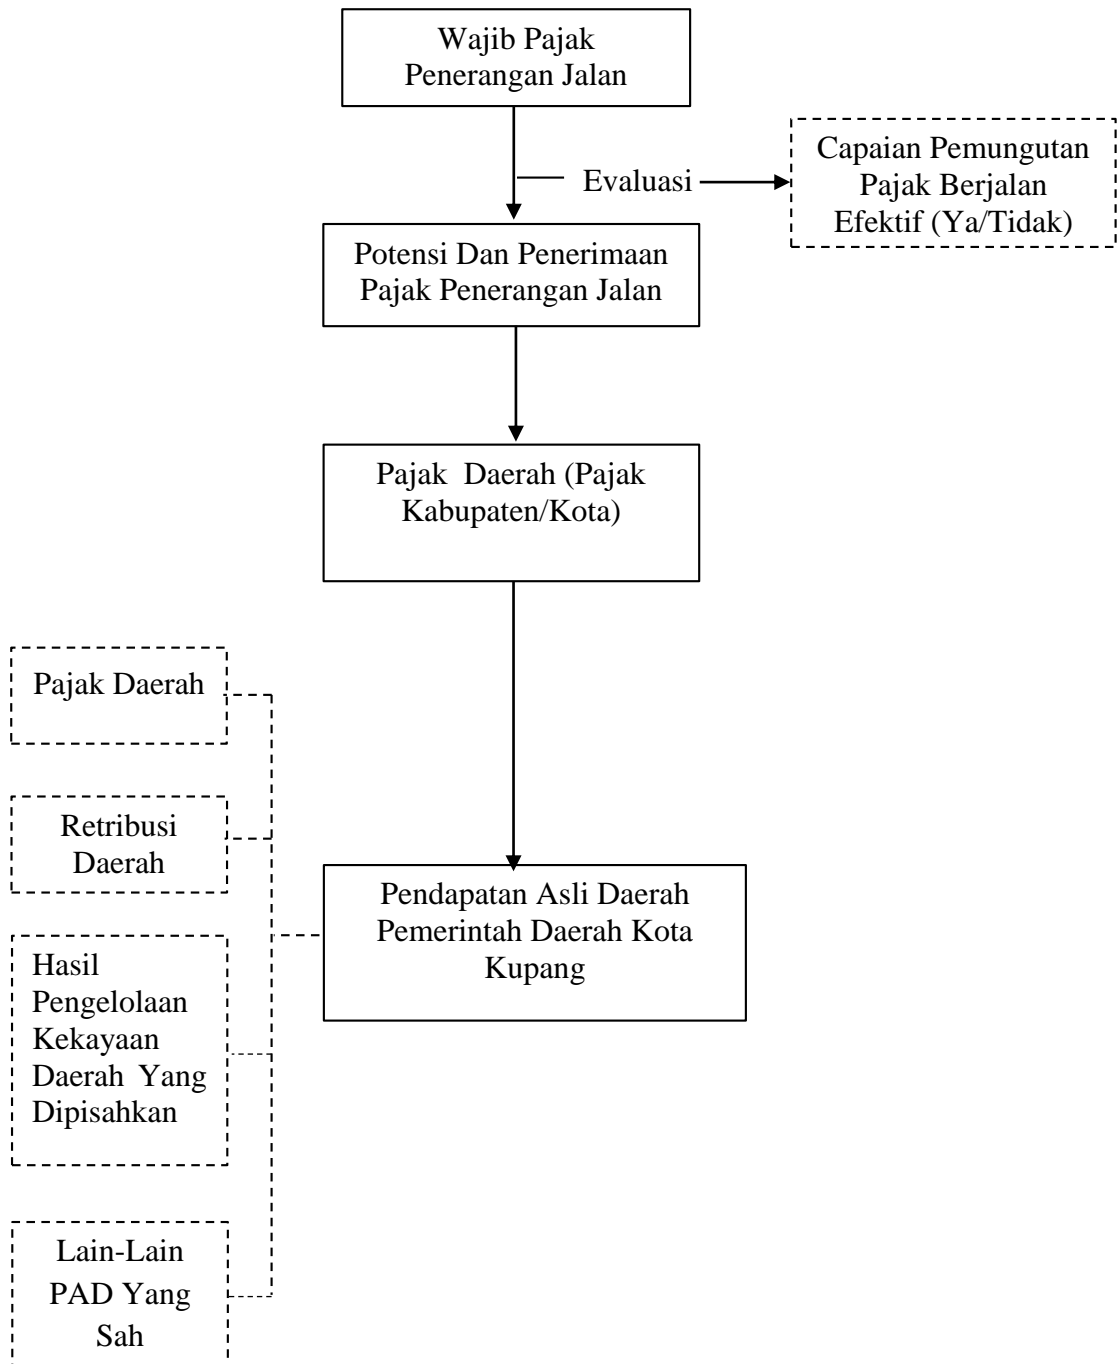 Wajib Pajak
Penerangan Jalan
Evaluasi
Capaian Pemungutan
Pajak Berjalan
Efektif (Ya/Tidak)
Potensi Dan Penerimaan
Pajak Penerangan Jalan
Pajak Daerah (Pajak
Kabupaten/Kota)
Pajak Daerah
Retribusi
Daerah
Hasil
Pengelolaan
Kekayaan
Daerah Yang
Dipisahkan
Lain-Lain
PAD Yang
Sah
Pendapatan Asli Daerah
Pemerintah Daerah Kota
Kupang